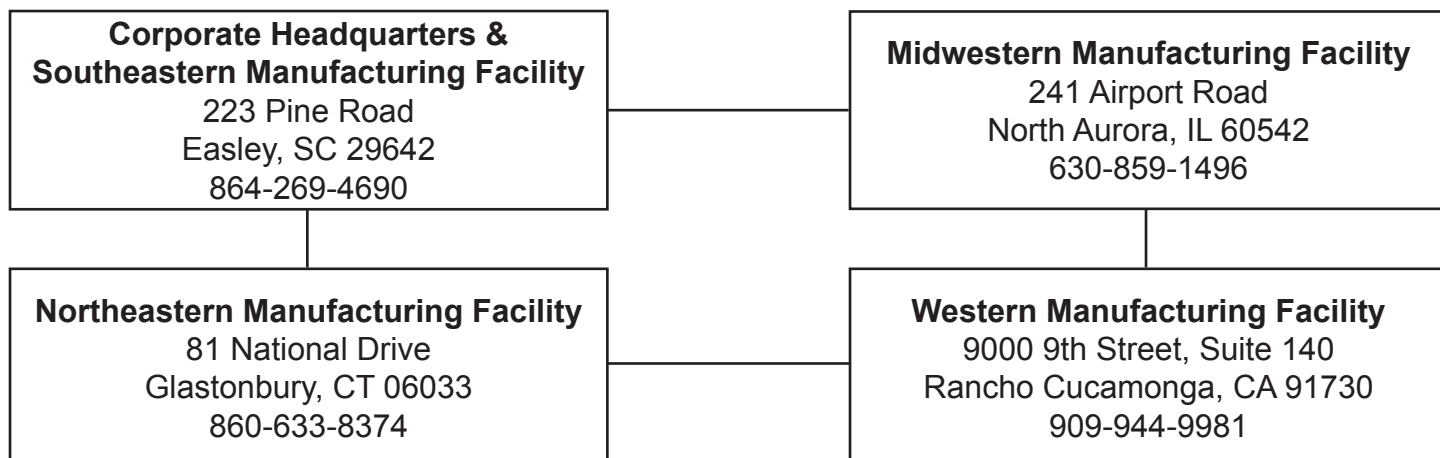 Corporate Headquarters &
Southeastern Manufacturing Facility
223 Pine Road
Easley, SC 29642
864-269-4690
Midwestern Manufacturing Facility
241 Airport Road
North Aurora, IL 60542
630-859-1496
Northeastern Manufacturing Facility
81 National Drive
Glastonbury, CT 06033
860-633-8374
Western Manufacturing Facility
9000 9th Street, Suite 140
Rancho Cucamonga, CA 91730
909-944-9981